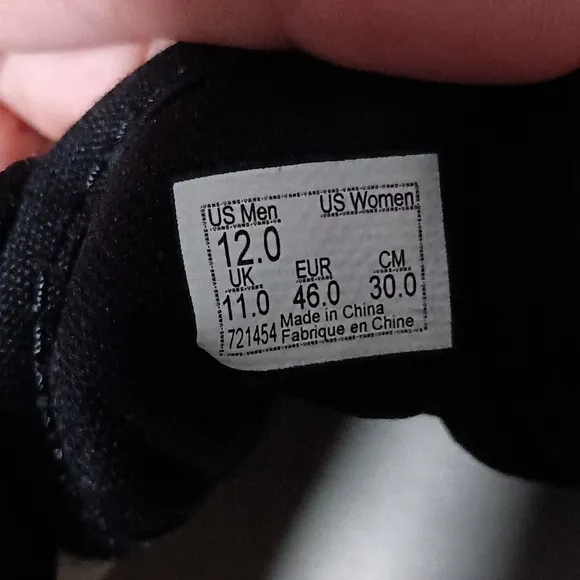 US Men US Women
12.0
UK EUR CM
11.0 46.0 30.0
721454 Made in China
Fabrique en Chine